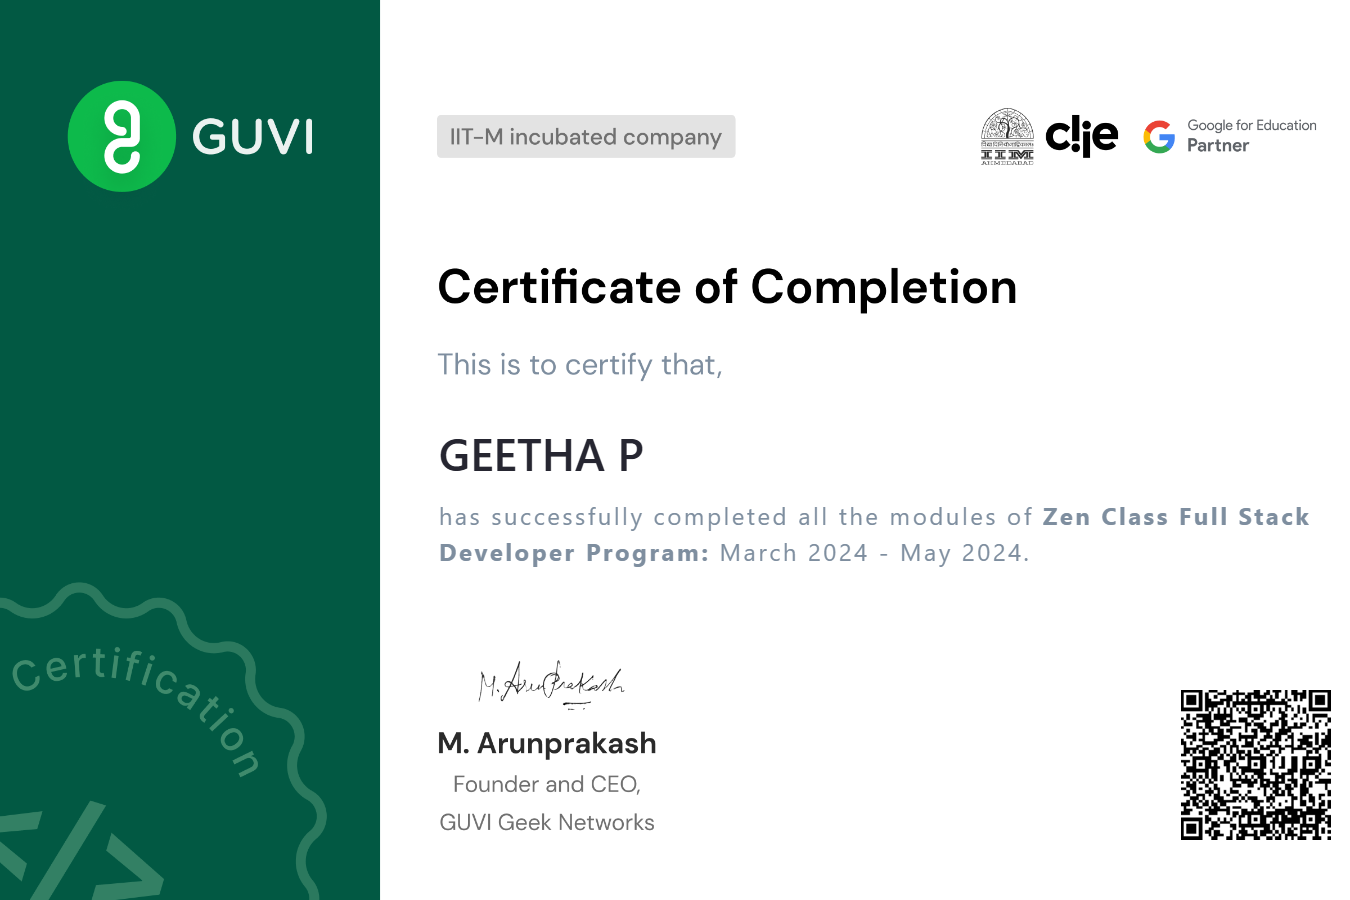 GUVI
IIT-M incubated company
IIM
AHMEDABAD
c!ie
Google for Education
Partner
Certificate of Completion
This is to certify that,
GEETHA P
has successfully completed all the modules of Zen Class Full Stack
Developer Program: March 2024 - May 2024.
Certification
</>
M. Arunprakash
M. Arunprakash
Founder and CEO,
GUVI Geek Networks